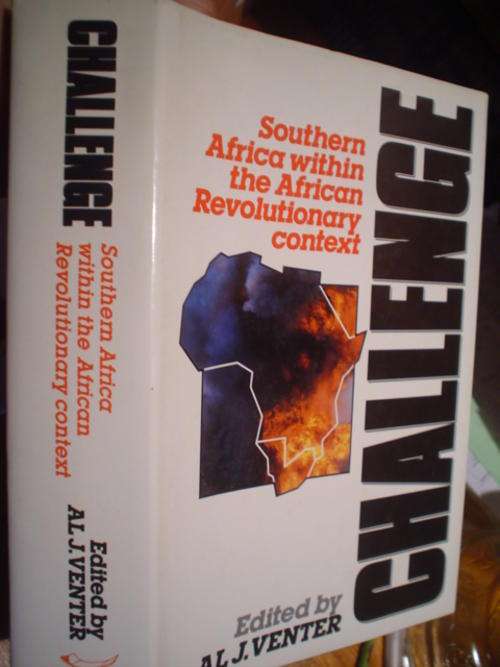 CHALLENGE
Southern Africa
within the African
Revolutionary context
Edited by
AL J. VENTER
Southern
Africa within
the African
Revolutionary
context
CHALLENGE
Edited by
AL J. VENTER